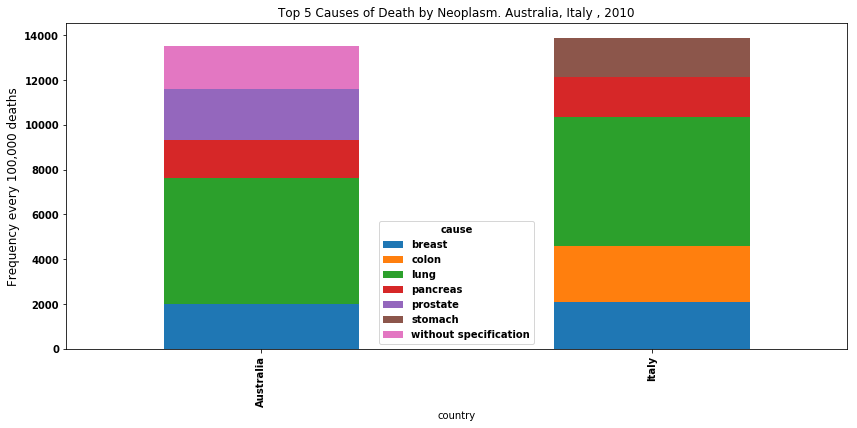 Top 5 Causes of Death by Neoplasm. Australia, Italy , 2010
Frequency every 100,000 deaths
14000
12000
10000
8000
6000
4000
2000
0
cause
breast
colon
lung
pancreas
prostate
stomach
without specification
Australia
Italy
country